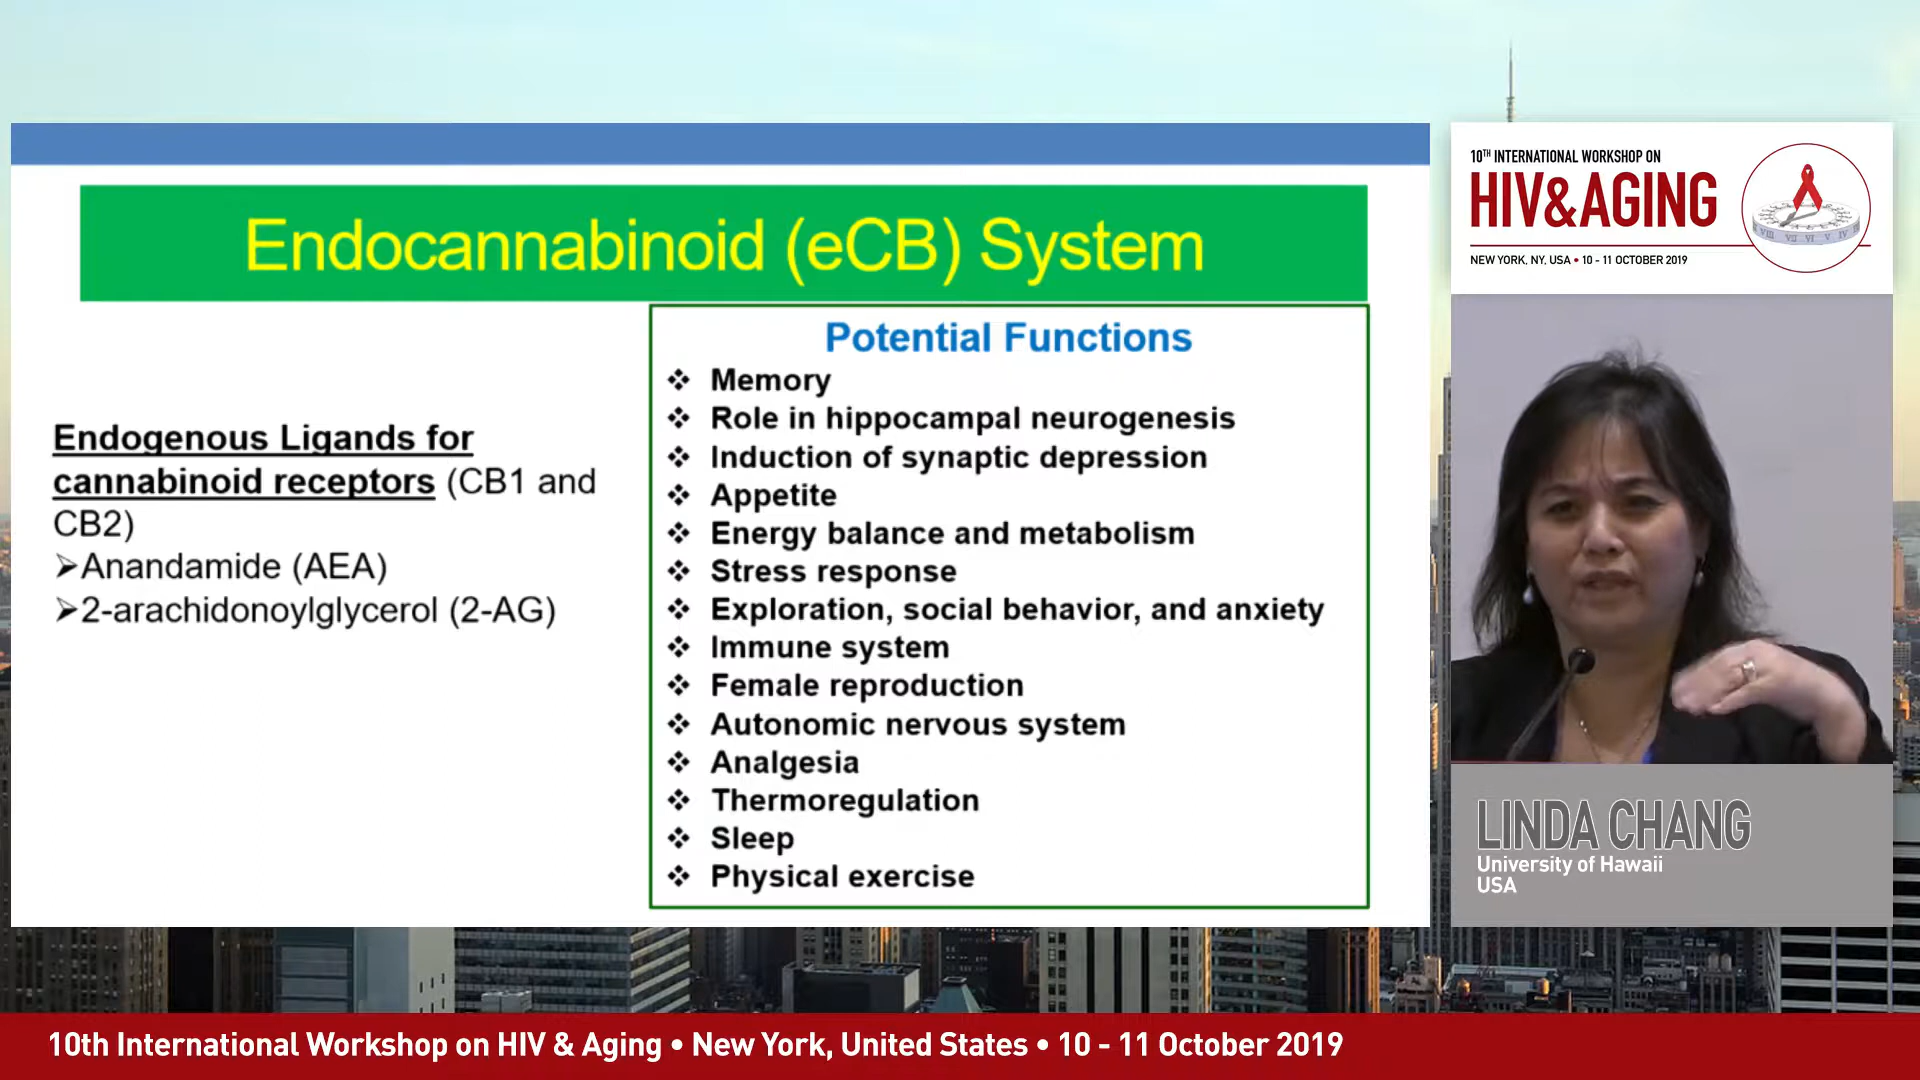 Endocannabinoid (eCB) System
Endogenous Ligands for
cannabinoid receptors (CB1 and
CB2)
➢Anandamide (AEA)
➢2-arachidonoylglycerol (2-AG)
Potential Functions
❖ Memory
❖ Role in hippocampal neurogenesis
❖ Induction of synaptic depression
❖ Appetite
❖ Energy balance and metabolism
❖ Stress response
❖ Exploration, social behavior, and anxiety
❖ Immune system
❖ Female reproduction
❖ Autonomic nervous system
❖ Analgesia
❖ Thermoregulation
❖ Sleep
❖ Physical exercise
10TH INTERNATIONAL WORKSHOP ON
HIV&AGING
NEW YORK, NY, USA • 10 - 11 OCTOBER 2019
LINDA CHANG
University of Hawaii
USA
10th International Workshop on HIV & Aging • New York, United States • 10 - 11 October 2019